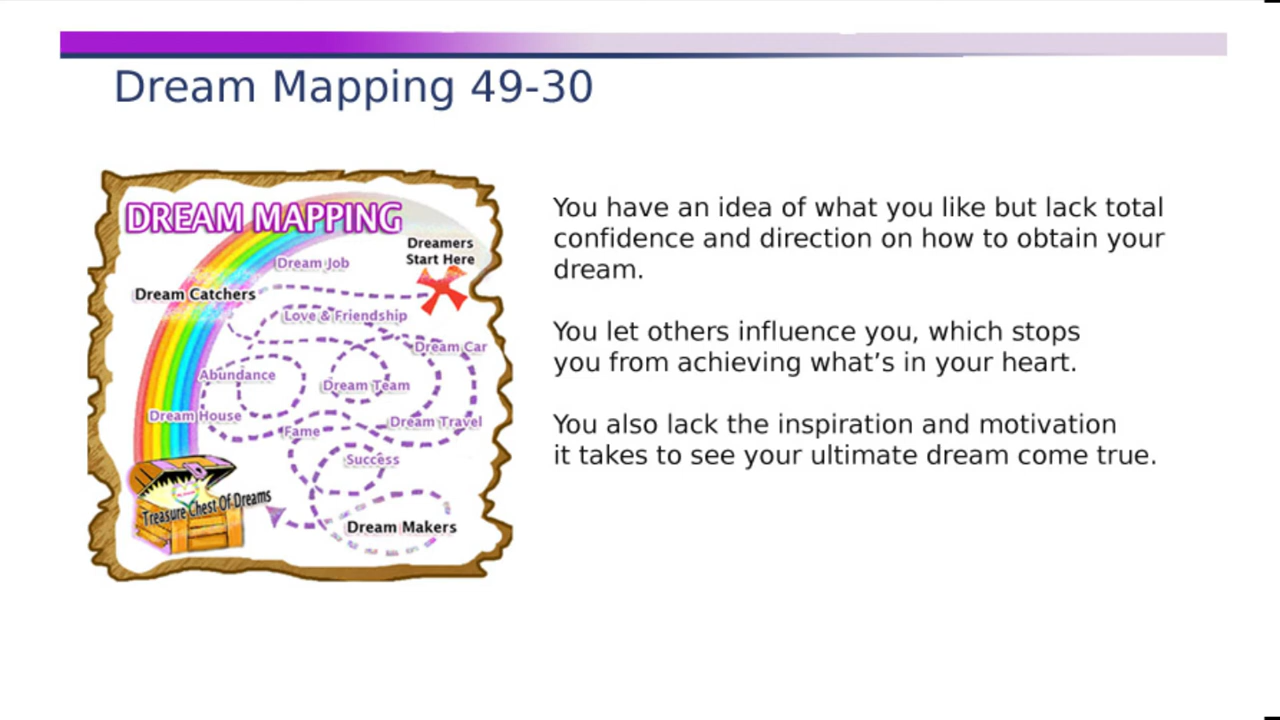 Dream Mapping 49-30
DREAM MAPPING
Dreamers
Start Here
Dream Job
Dream Catchers
Love & Friendship
Dream Car
Abundance
Dream Team
Dream House
Dream Travel
Fame
Success
Treasure Chest Of Dreams
Dream Makers
You have an idea of what you like but lack total
confidence and direction on how to obtain your
dream.
You let others influence you, which stops
you from achieving what’s in your heart.
You also lack the inspiration and motivation
it takes to see your ultimate dream come true.